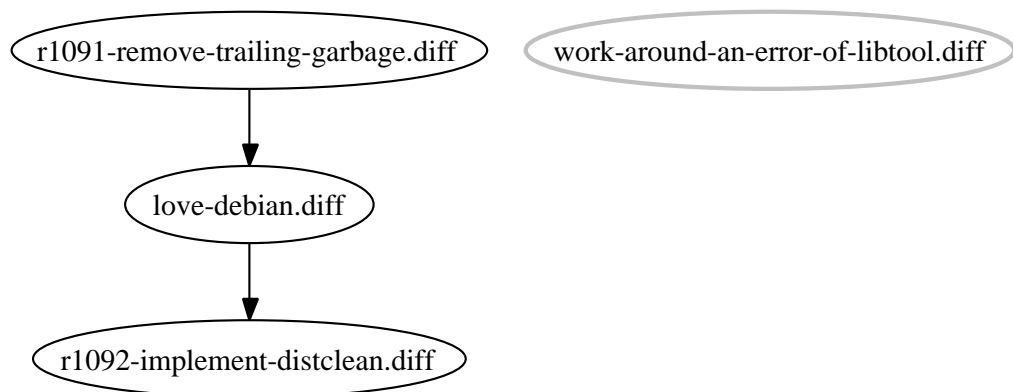 r1091-remove-trailing-garbage.diff
work-around-an-error-of-libtool.diff
love-debian.diff
r1092-implement-distclean.diff